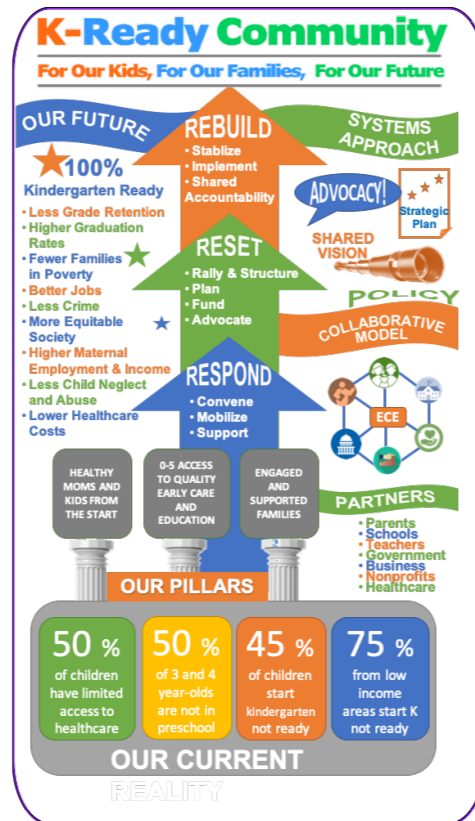 K-Ready Community
For Our Kids, For Our Families, For Our Future
OUR FUTURE
100%
Kindergarten Ready
• Less Grade Retention
• Higher Graduation
Rates
• Fewer Families
in Poverty
• Better Jobs
• Less Crime
• More Equitable
Society
• Higher Maternal
Employment & Income
• Less Child Neglect
and Abuse
• Lower Healthcare
Costs
REBUILD
• Stablize
• Implement
• Shared
Accountability
RESET
• Rally & Structure
• Plan
• Fund
• Advocate
RESPOND
• Convene
• Mobilize
• Support
SYSTEMS
APPROACH
ADVOCACY!
Strategic
Plan
SHARED
VISION
POLICY
COLLABORATIVE
MODEL
ECE
PARTNERS
• Parents
• Schools
• Teachers
• Government
• Business
• Nonprofits
• Healthcare
HEALTHY
MOMS AND
KIDS FROM
THE START
0-5 ACCESS
TO QUALITY
EARLY CARE
AND
EDUCATION
ENGAGED
AND
SUPPORTED
FAMILIES
OUR PILLARS
50 %
of children
have limited
access to
healthcare
50 %
of 3 and 4
year-olds
are not in
preschool
45 %
of children
start
kindergarten
not ready
75 %
from low
income
areas start K
not ready
OUR CURRENT
REALITY